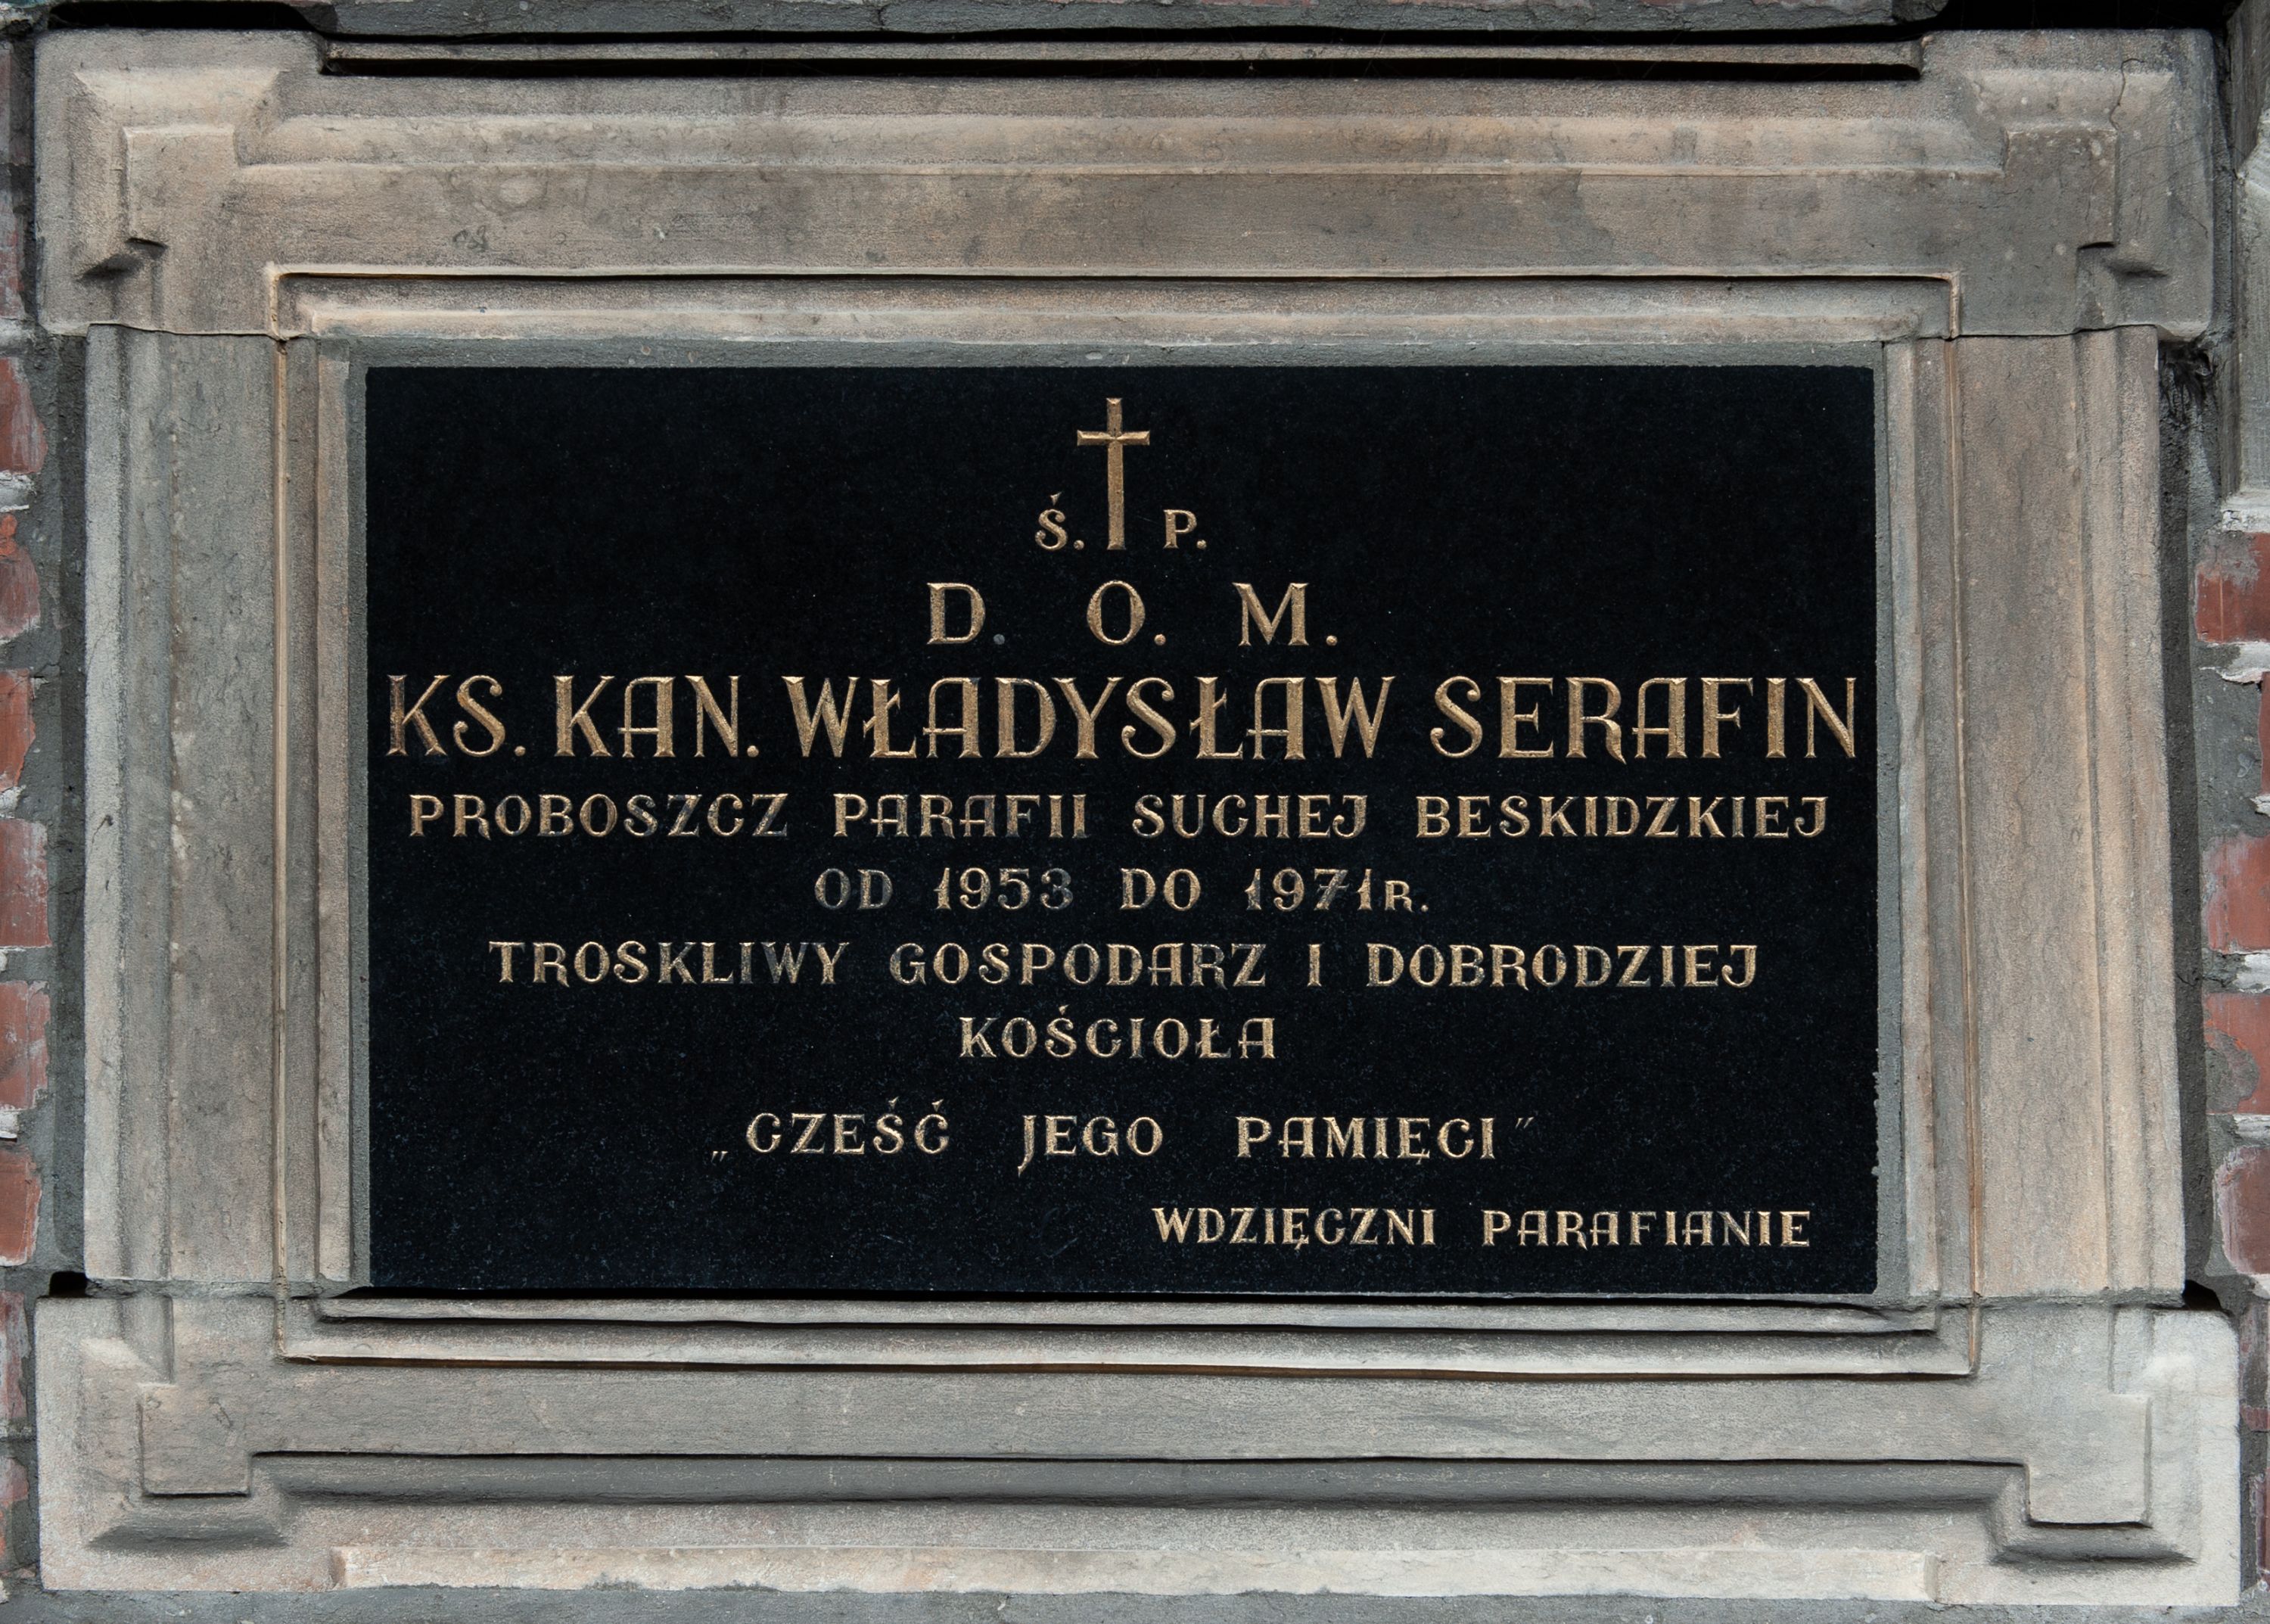 Ś. P.
D. O. M.
KS. KAN. WŁADYSŁAW SERAFIN
PROBOSZCZ PARAFII SUCHEJ BESKIDZKIEJ
OD 1953 DO 1971R.
TROSKLIWY GOSPODARZ I DOBRODZIEJ
KOŚCIOŁA
„CZEŚĆ JEGO PAMIĘCI”
WDZIĘCZNI PARAFIANIE